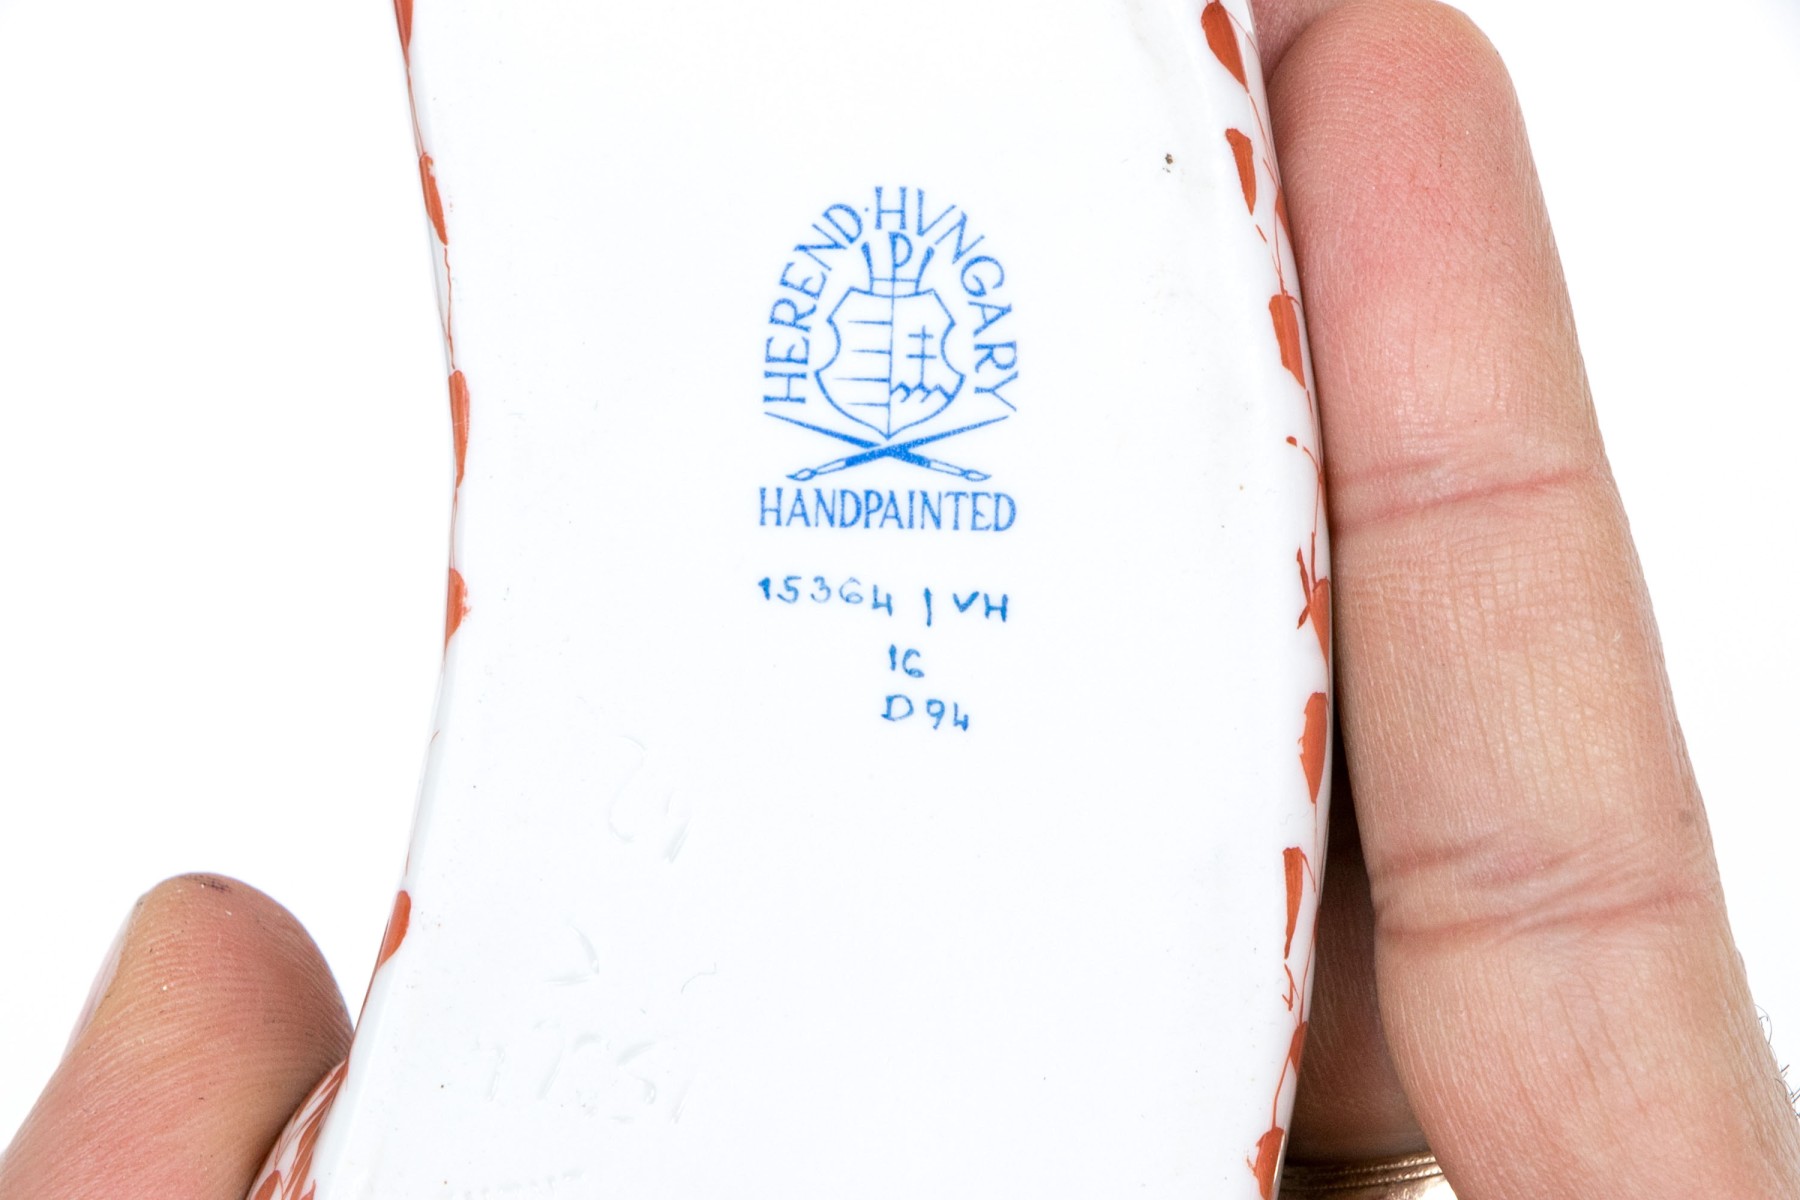 HEREND·HVNGARY
P
HANDPAINTED
15364 | VH
16
D94